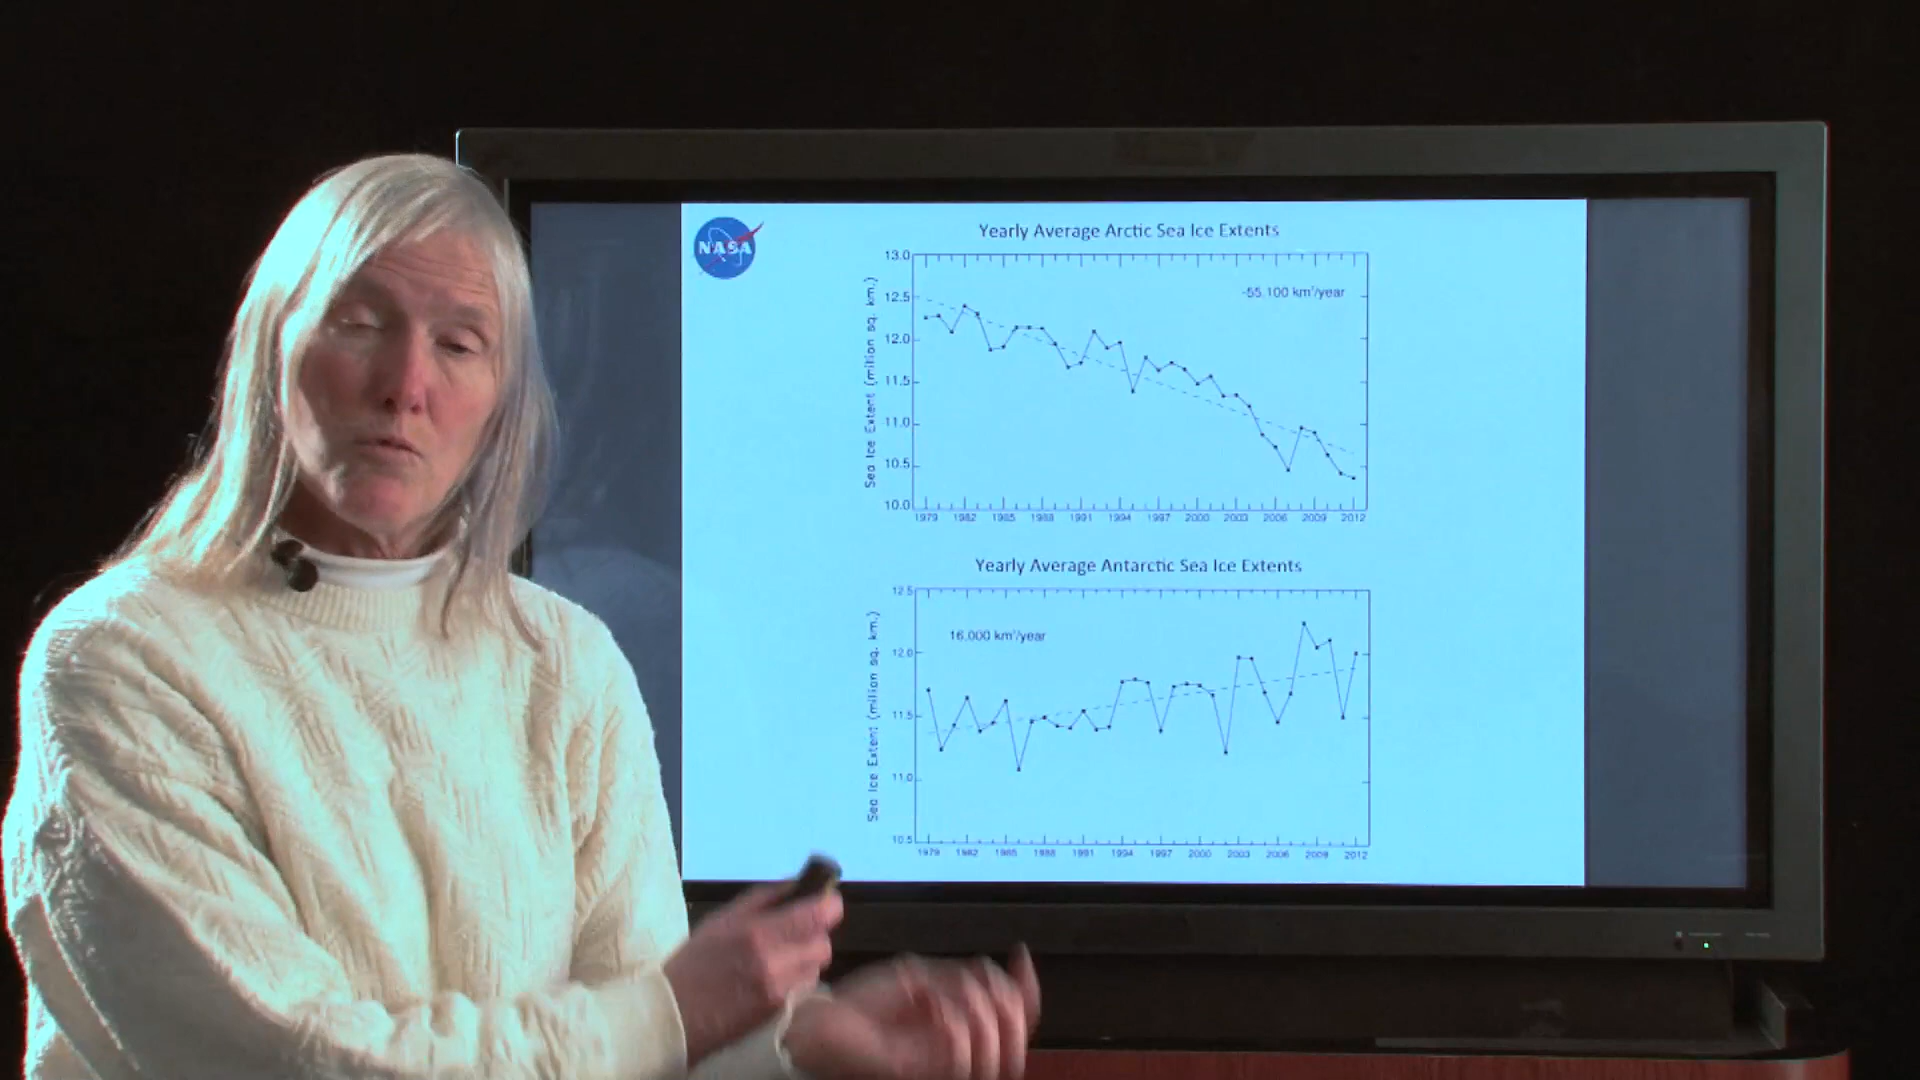 NASA
Yearly Average Arctic Sea Ice Extents
Sea Ice Extent (million sq. km.)
13.0
12.5
12.0
11.5
11.0
10.5
10.0
-55,100 km²/year
1979 1982 1985 1988 1991 1994 1997 2000 2003 2006 2009 2012
Yearly Average Antarctic Sea Ice Extents
Sea Ice Extent (million sq. km.)
12.5
12.0
11.5
11.0
10.5
16,000 km²/year
1979 1982 1985 1988 1991 1994 1997 2000 2003 2006 2009 2012